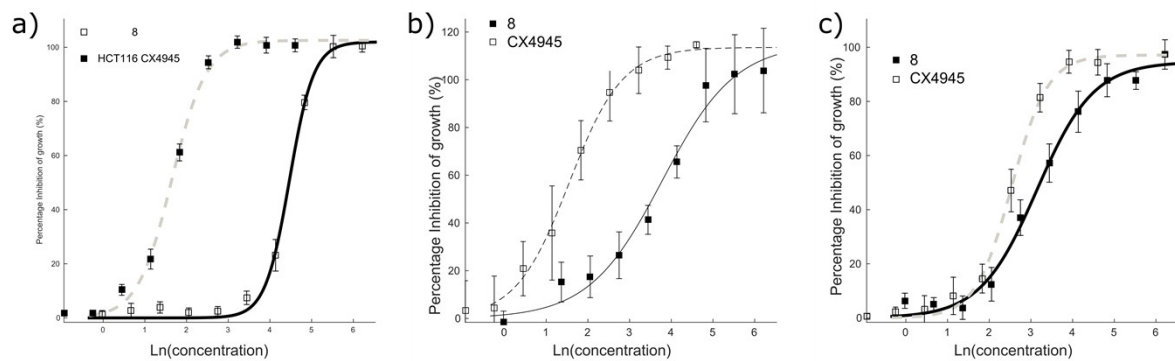 a)
8
HCT116 CX4945
Percentage Inhibition of growth (%)
100
80
60
40
20
0
0 1 2 3 4 5 6
Ln(concentration)
b)
8
CX4945
Percentage Inhibition of growth (%)
120
100
80
60
40
20
0
0 1 2 3 4 5 6
Ln(concentration)
c)
8
CX4945
Percentage Inhibition of growth (%)
100
80
60
40
20
0
0 1 2 3 4 5 6
Ln(concentration)